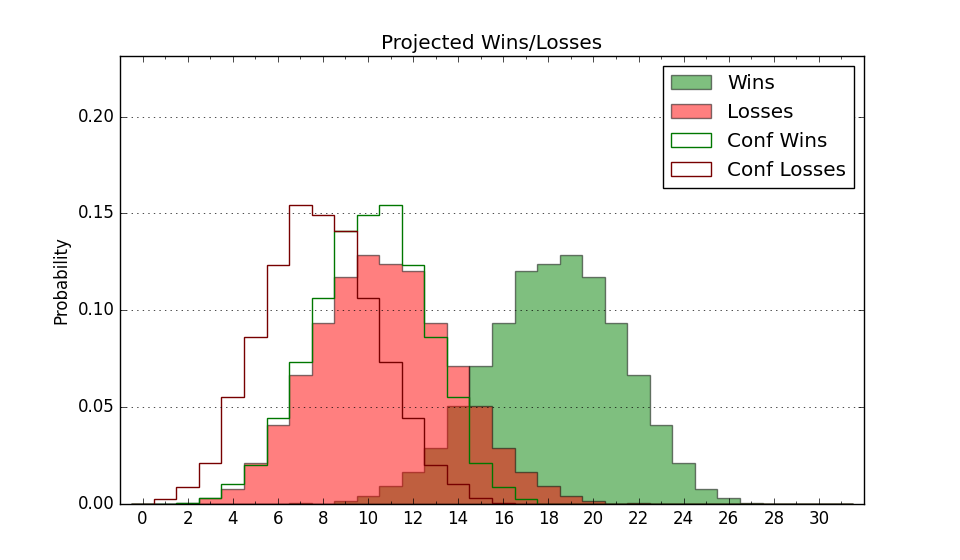 Projected Wins/Losses
Wins
Losses
Conf Wins
Conf Losses
Probability
0.20
0.15
0.10
0.05
0.00
0 2 4 6 8 10 12 14 16 18 20 22 24 26 28 30